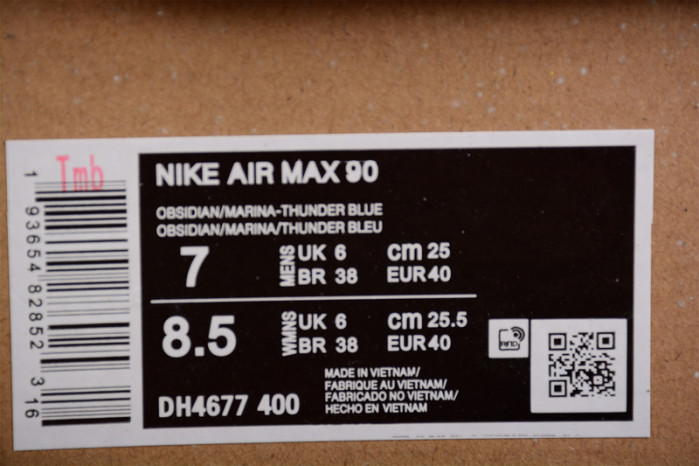 Tmb
1 93654 82852 316
NIKE AIR MAX 90
OBSIDIAN/MARINA-THUNDER BLUE
OBSIDIAN/MARINA/THUNDER BLEU
7 MENS UK 6 cm 25
BR 38 EUR 40
8.5 WMNS UK 6 cm 25.5
BR 38 EUR 40
MADE IN VIETNAM/
FABRIQUE AU VIETNAM/
FABRICADO NO VIETNAM/
HECHO EN VIETNAM
DH4677 400
RFID